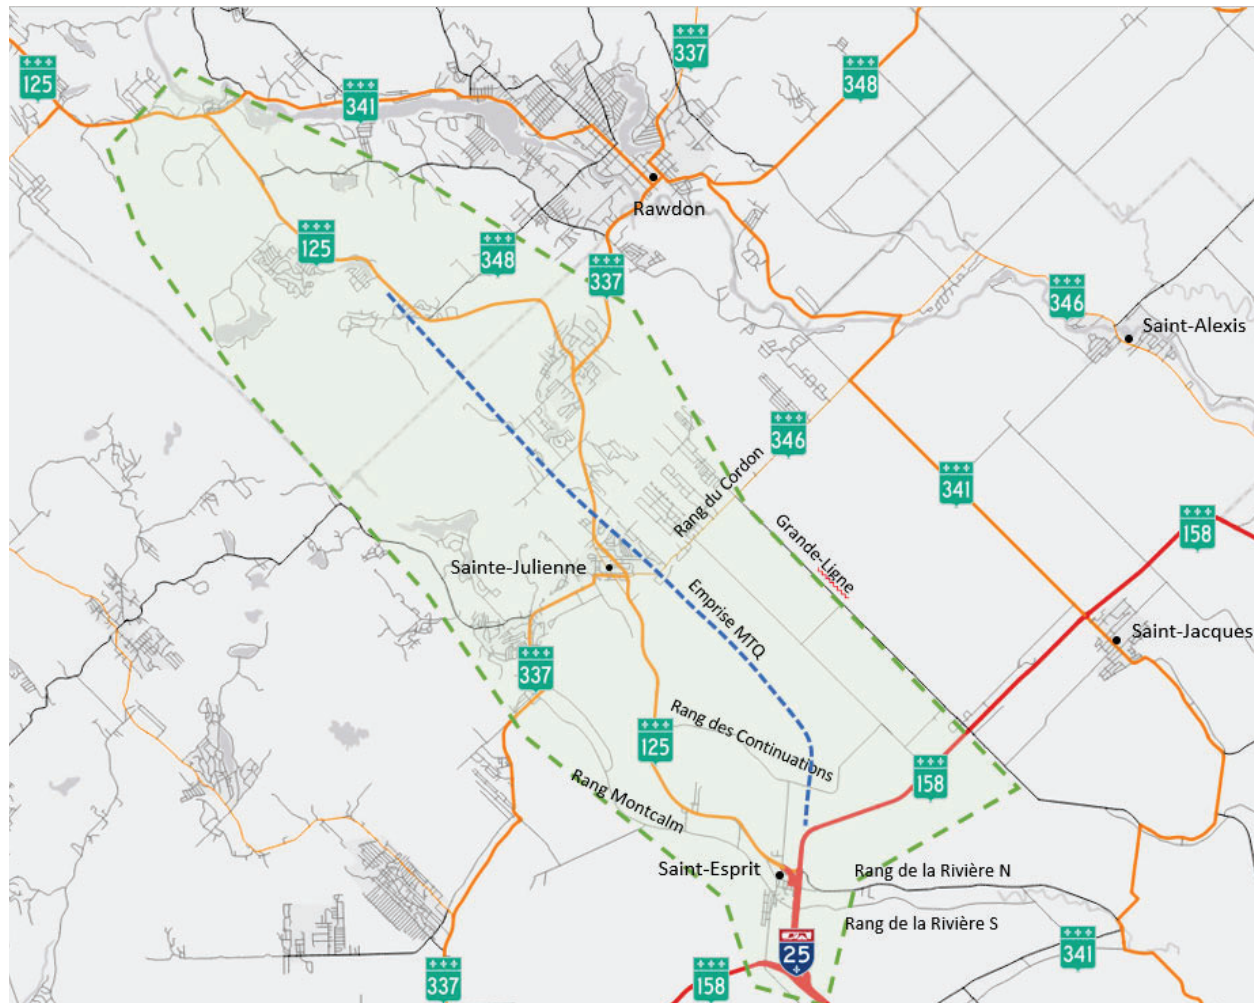 125
341
337
348
Rawdon
125
348
337
346
Saint-Alexis
346
Rang du Cordon
341
158
Grande-Ligne
Sainte-Julienne
Emprise MTQ
Saint-Jacques
337
Rang des Continuations
125
158
Rang Montcalm
Saint-Esprit
Rang de la Rivière N
Rang de la Rivière S
25
341
337
158